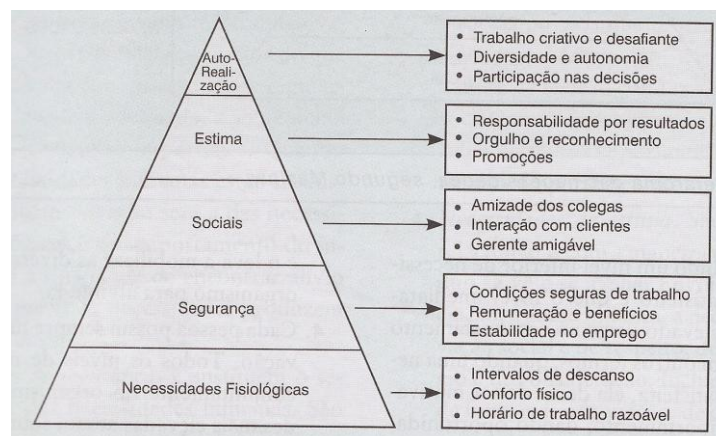 Auto-
Reali-
zação
• Trabalho criativo e desafiante
• Diversidade e autonomia
• Participação nas decisões
Estima
• Responsabilidade por resultados
• Orgulho e reconhecimento
• Promoções
Sociais
• Amizade dos colegas
• Interação com clientes
• Gerente amigável
Segurança
• Condições seguras de trabalho
• Remuneração e benefícios
• Estabilidade no emprego
Necessidades Fisiológicas
• Intervalos de descanso
• Conforto físico
• Horário de trabalho razoável